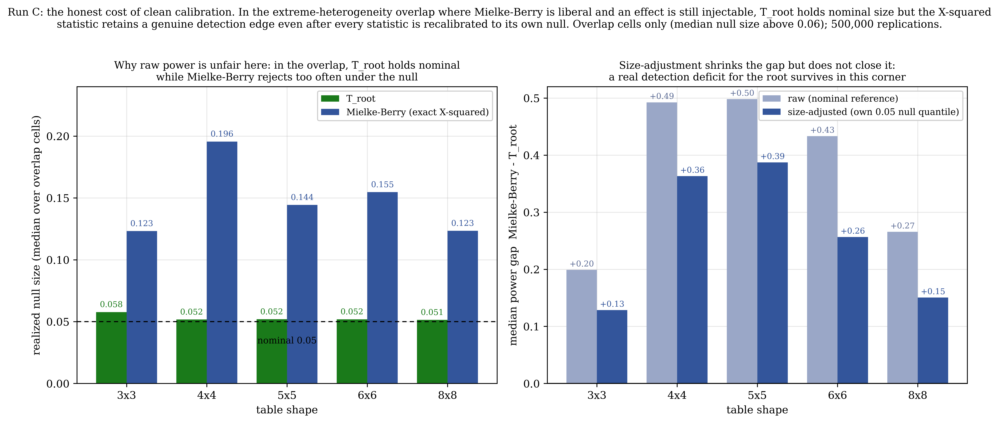 Run C: the honest cost of clean calibration. In the extreme-heterogeneity overlap where Mielke-Berry is liberal and an effect is still injectable, T_root holds nominal size but the X-squared
statistic retains a genuine detection edge even after every statistic is recalibrated to its own null. Overlap cells only (median null size above 0.06); 500,000 replications.
Why raw power is unfair here: in the overlap, T_root holds nominal
while Mielke-Berry rejects too often under the null
T_root
Mielke-Berry (exact X-squared)
realized null size (median over overlap cells)
0.20
0.15
0.10
0.05
0.00
0.058
0.123
0.052
0.196
0.052
0.144
0.052
0.155
0.051
0.123
nominal 0.05
3x3
4x4
5x5
6x6
8x8
table shape
Size-adjustment shrinks the gap but does not close it:
a real detection deficit for the root survives in this corner
raw (nominal reference)
size-adjusted (own 0.05 null quantile)
median power gap  Mielke-Berry - T_root
0.5
0.4
0.3
0.2
0.1
0.0
+0.20
+0.13
+0.49
+0.36
+0.50
+0.39
+0.43
+0.26
+0.27
+0.15
3x3
4x4
5x5
6x6
8x8
table shape